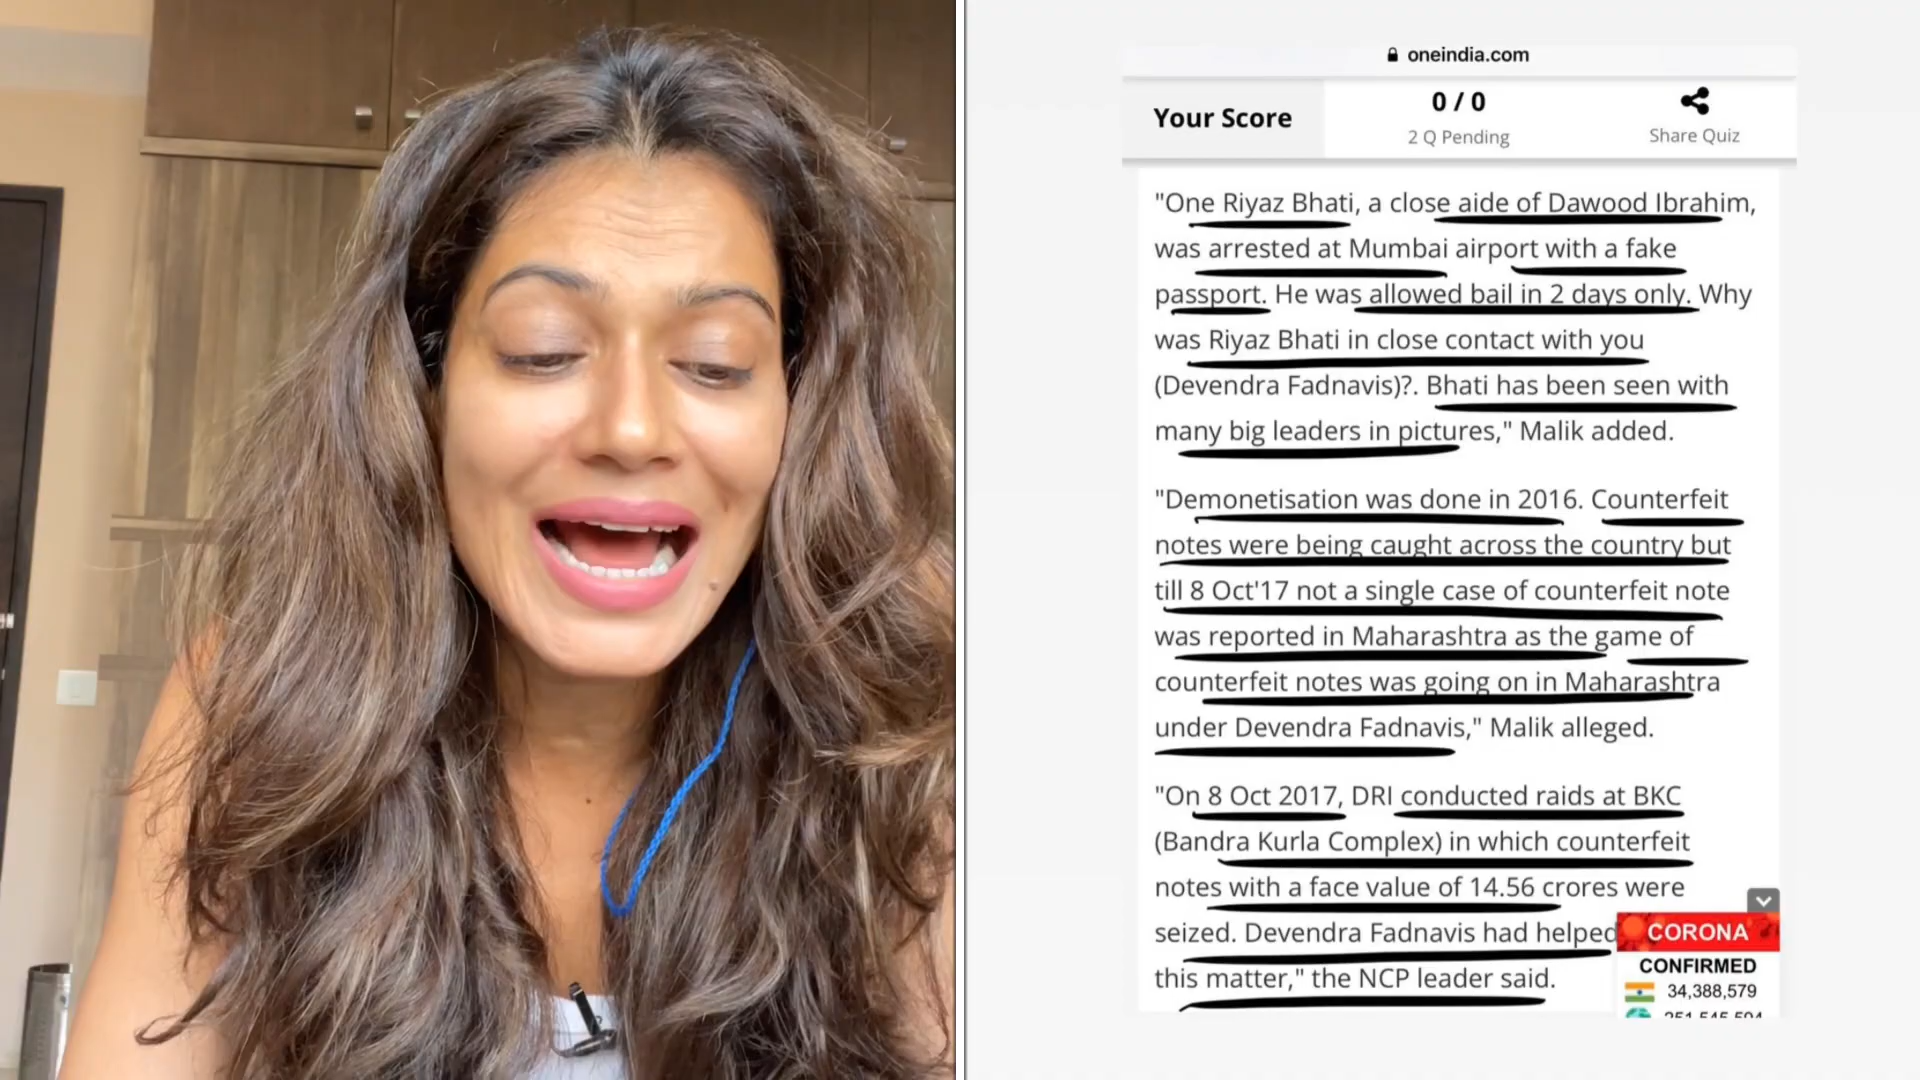 oneindia.com
Your Score
0 / 0
2 Q Pending
Share Quiz
"One Riyaz Bhati, a close aide of Dawood Ibrahim,
was arrested at Mumbai airport with a fake
passport. He was allowed bail in 2 days only. Why
was Riyaz Bhati in close contact with you
(Devendra Fadnavis)?. Bhati has been seen with
many big leaders in pictures," Malik added.
"Demonetisation was done in 2016. Counterfeit
notes were being caught across the country but
till 8 Oct'17 not a single case of counterfeit note
was reported in Maharashtra as the game of
counterfeit notes was going on in Maharashtra
under Devendra Fadnavis," Malik alleged.
"On 8 Oct 2017, DRI conducted raids at BKC
(Bandra Kurla Complex) in which counterfeit
notes with a face value of 14.56 crores were
seized. Devendra Fadnavis had helped
this matter," the NCP leader said.
CORONA
CONFIRMED
34,388,579